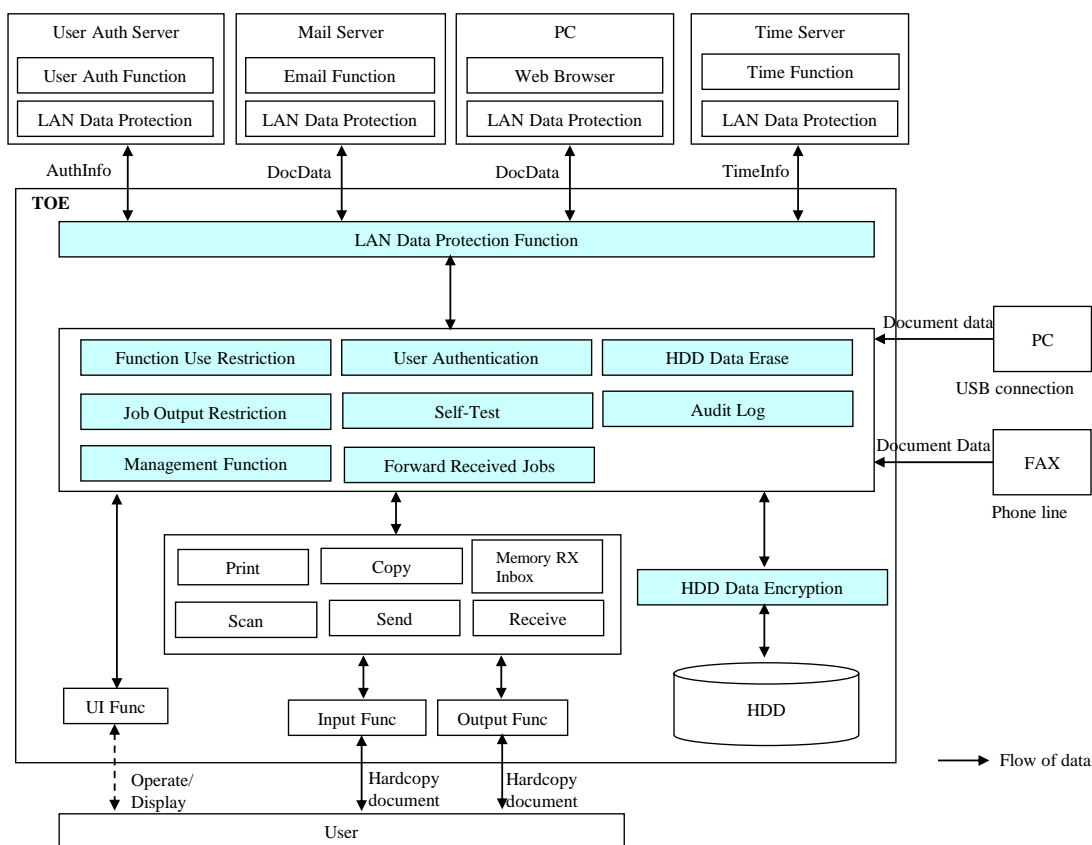 User Auth Server
Mail Server
PC
Time Server
User Auth Function
Email Function
Web Browser
Time Function
LAN Data Protection
LAN Data Protection
LAN Data Protection
LAN Data Protection
AuthInfo
DocData
DocData
TimeInfo
TOE
LAN Data Protection Function
Function Use Restriction
User Authentication
HDD Data Erase
Job Output Restriction
Self-Test
Audit Log
Management Function
Forward Received Jobs
Document data
PC
USB connection
Document Data
FAX
Phone line
Print
Copy
Memory RX
Inbox
Scan
Send
Receive
HDD Data Encryption
UI Func
Input Func
Output Func
HDD
Operate/
Display
Hardcopy
document
Hardcopy
document
Flow of data
User